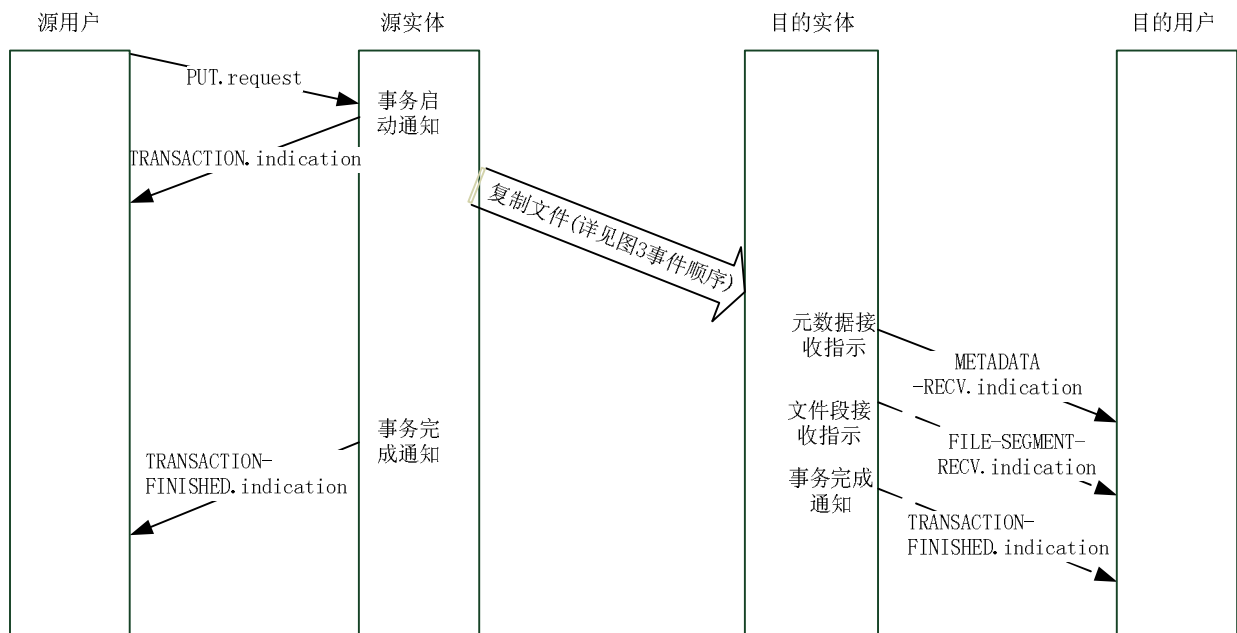 源用户
源实体
目的实体
目的用户
PUT.request
事务启
动通知
TRANSACTION.indication
复制文件(详见图3事件顺序)
元数据接
收指示
METADATA
-RECV.indication
文件段接
收指示
FILE-SEGMENT-
RECV.indication
事务完
成通知
TRANSACTION-
FINISHED.indication
事务完成
通知
TRANSACTION-
FINISHED.indication